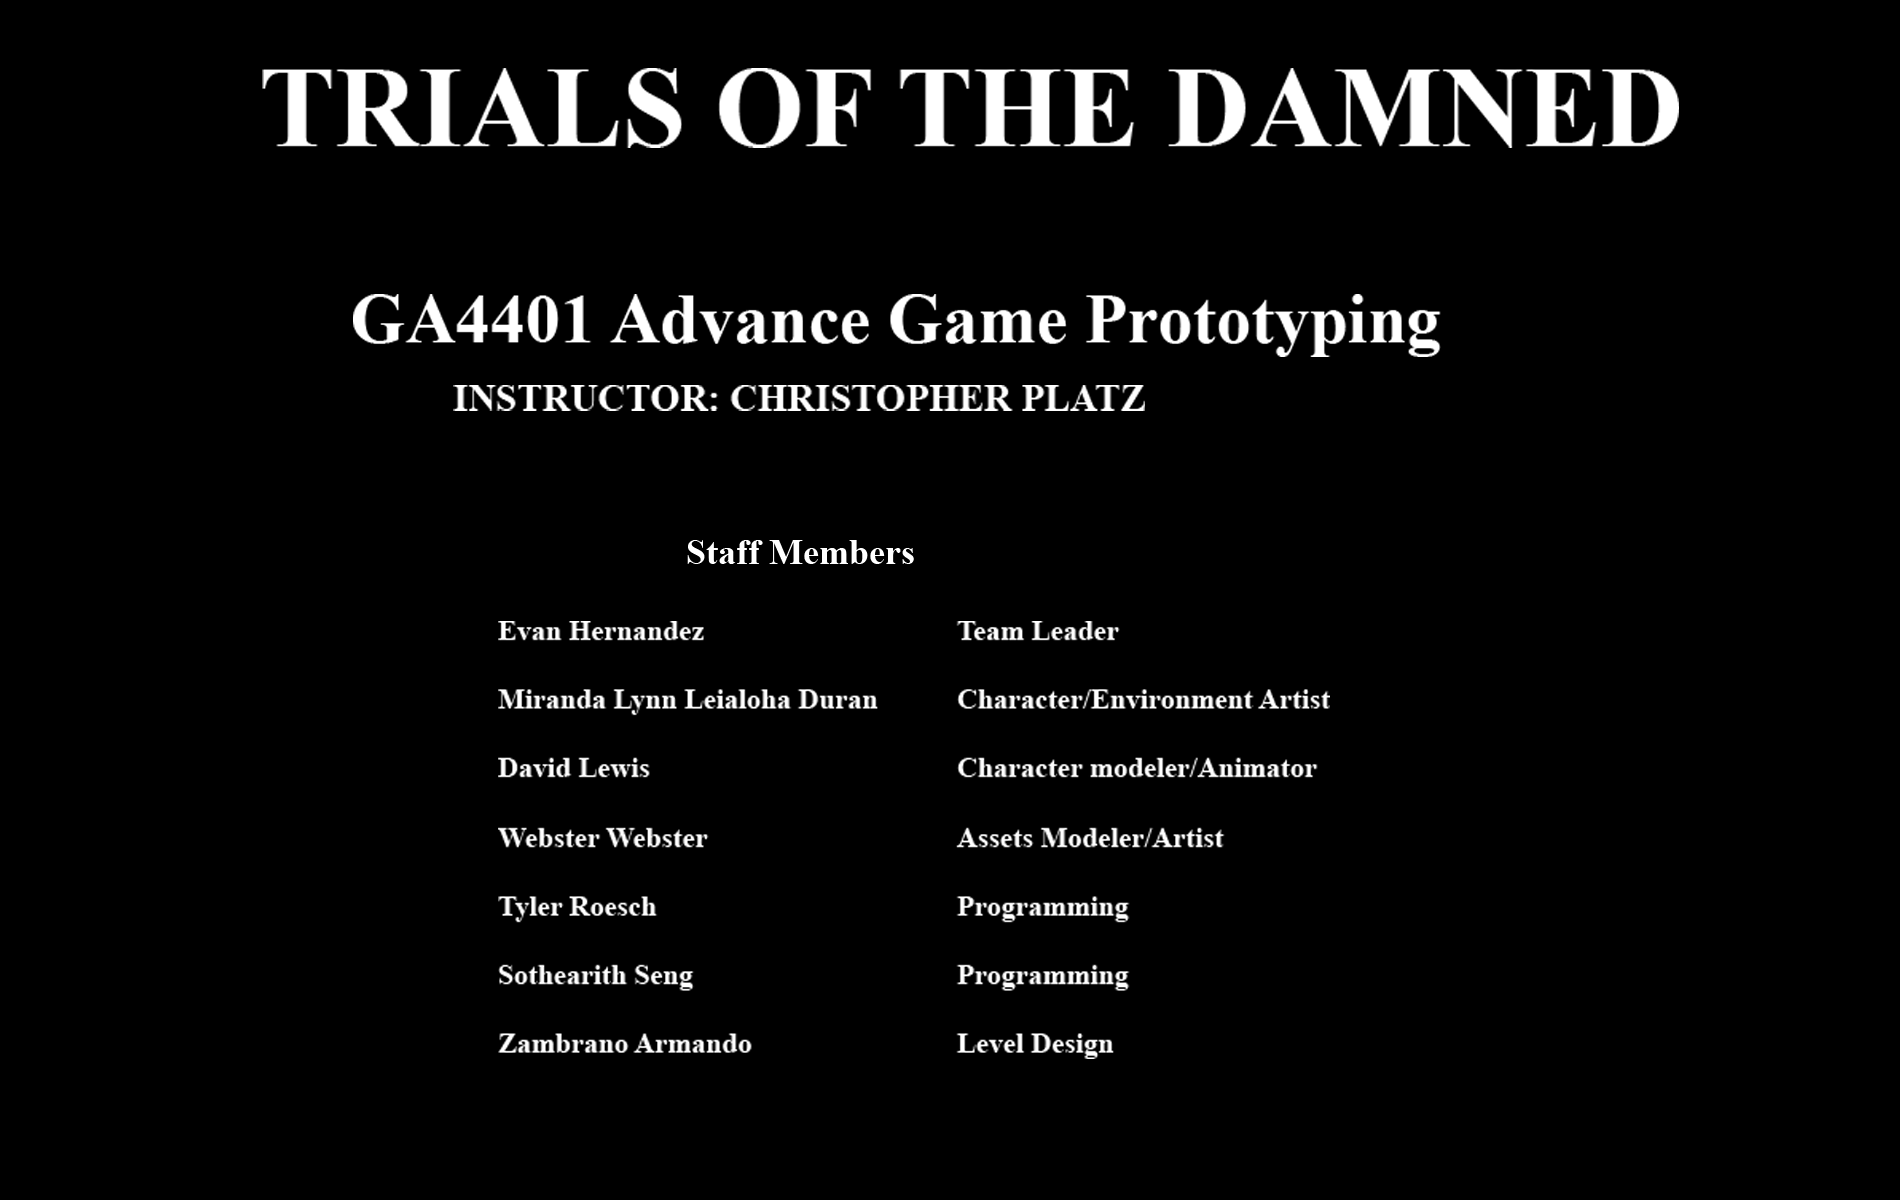 TRIALS OF THE DAMNED
GA4401 Advance Game Prototyping
INSTRUCTOR: CHRISTOPHER PLATZ
Staff Members
Evan Hernandez Team Leader
Miranda Lynn Leialoha Duran Character/Environment Artist
David Lewis Character modeler/Animator
Webster Webster Assets Modeler/Artist
Tyler Roesch Programming
Sothearith Seng Programming
Zambrano Armando Level Design